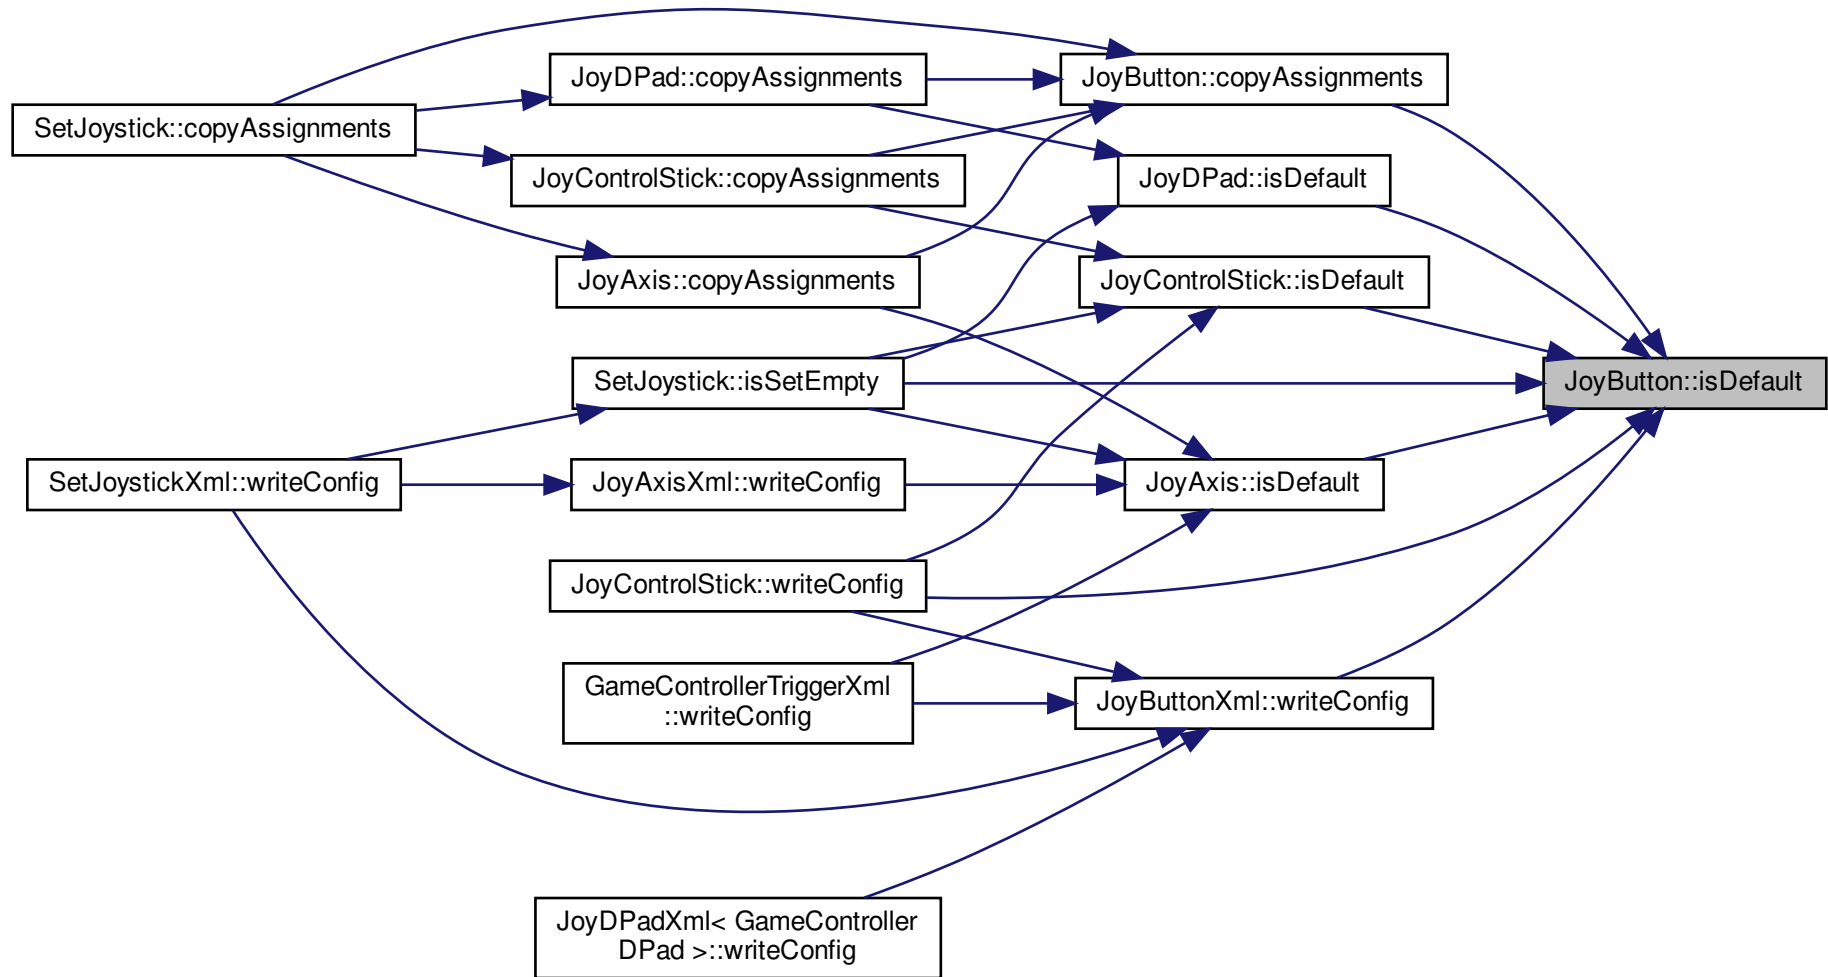 JoyDPad::copyAssignments
JoyButton::copyAssignments
SetJoystick::copyAssignments
JoyControlStick::copyAssignments
JoyDPad::isDefault
JoyAxis::copyAssignments
JoyControlStick::isDefault
SetJoystick::isSetEmpty
JoyButton::isDefault
SetJoystickXml::writeConfig
JoyAxisXml::writeConfig
JoyAxis::isDefault
JoyControlStick::writeConfig
GameControllerTriggerXml
::writeConfig
JoyButtonXml::writeConfig
JoyDPadXml< GameController
DPad >::writeConfig